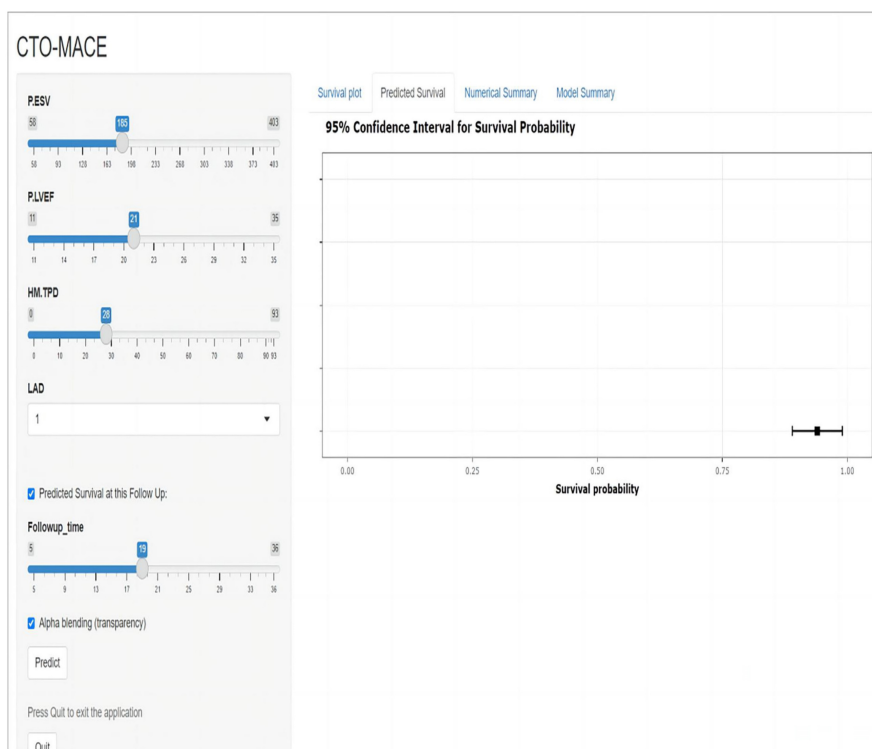 CTO-MACE
P.ESV
58 185 403
58 93 128 163 198 233 268 303 338 373 403
P.LVEF
11 21 35
11 14 17 20 23 26 29 32 35
HM.TPD
0 28 93
0 10 20 30 40 50 60 70 80 90 93
LAD
1
Predicted Survival at this Follow Up:
Followup_time
5 19 36
5 9 13 17 21 25 29 33 36
Alpha blending (transparency)
Predict
Press Quit to exit the application
Quit
Survival plot Predicted Survival Numerical Summary Model Summary
95% Confidence Interval for Survival Probability
0.00 0.25 0.50 0.75 1.00
Survival probability